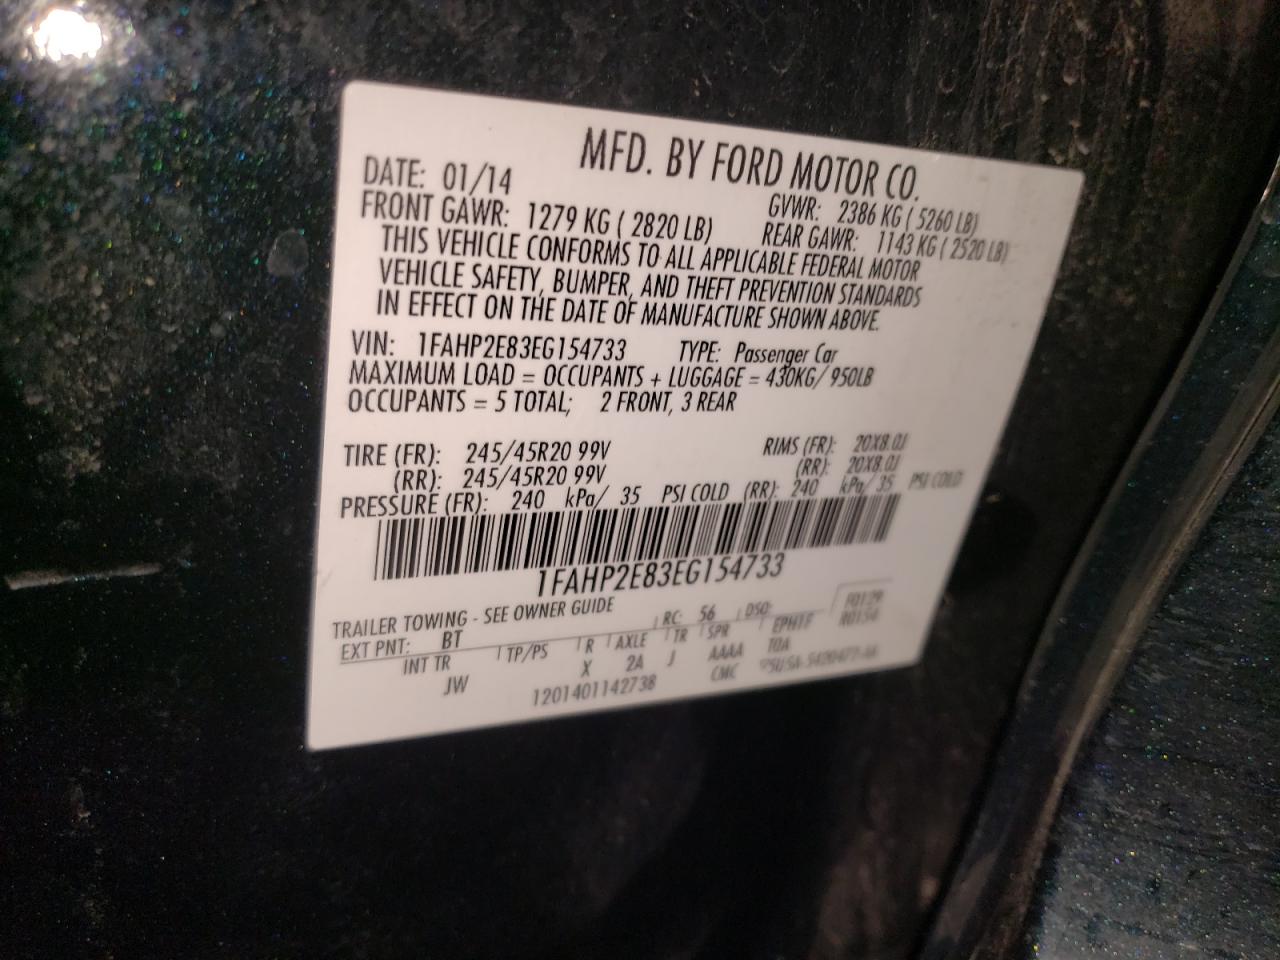 MFD. BY FORD MOTOR CO.
DATE: 01/14 GVWR: 2386 KG ( 5260 LB)
FRONT GAWR: 1279 KG ( 2820 LB) REAR GAWR: 1143 KG ( 2520 LB)
THIS VEHICLE CONFORMS TO ALL APPLICABLE FEDERAL MOTOR
VEHICLE SAFETY, BUMPER, AND THEFT PREVENTION STANDARDS
IN EFFECT ON THE DATE OF MANUFACTURE SHOWN ABOVE.
VIN: 1FAHP2E83EG154733 TYPE: Passenger Car
MAXIMUM LOAD = OCCUPANTS + LUGGAGE = 430KG/ 950LB
OCCUPANTS = 5 TOTAL; 2 FRONT, 3 REAR
TIRE (FR): 245/45R20 99V RIMS (FR): 20X8.0J
(RR): 245/45R20 99V (RR): 20X8.0J
PRESSURE (FR): 240 kPa/ 35 PSI COLD (RR): 240 kPa/ 35 PSI COLD
1FAHP2E83EG154733
TRAILER TOWING - SEE OWNER GUIDE F0129
EXT PNT: BT RC: 56 DSO: R0154
INT TR TP/PS R AXLE TR SPR EPHTF
JW X 2A J AAAA TOA
1201401142738 CMC